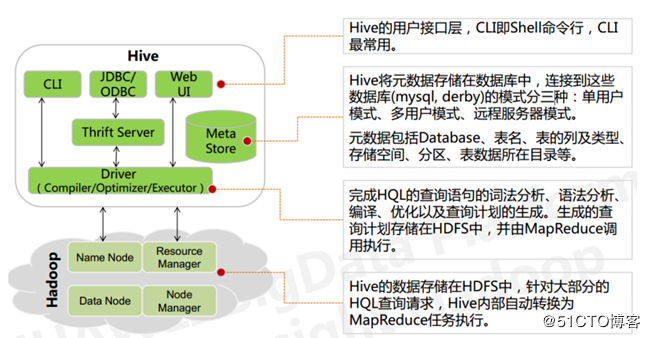 Hive
CLI
JDBC/
ODBC
Web
UI
Thrift Server
Meta
Store
Driver
( Compiler/Optimizer/Executor )
Hadoop
Name Node
Resource
Manager
Data Node
Node
Manager
Hive的用户接口层，CLI即Shell命令行，CLI
最常用。
Hive将元数据存储在数据库中，连接到这些
数据库(mysql, derby)的模式分三种：单用户
模式、多用户模式、远程服务器模式。
元数据包括Database、表名、表的列及类型、
存储空间、分区、表数据所在目录等。
完成HQL的查询语句的词法分析、语法分析、
编译、优化以及查询计划的生成。生成的查
询计划存储在HDFS中，并由MapReduce调
用执行。
Hive的数据存储在HDFS中，针对大部分的
HQL查询请求，Hive内部自动转换为
MapReduce任务执行。
@51CTO博客